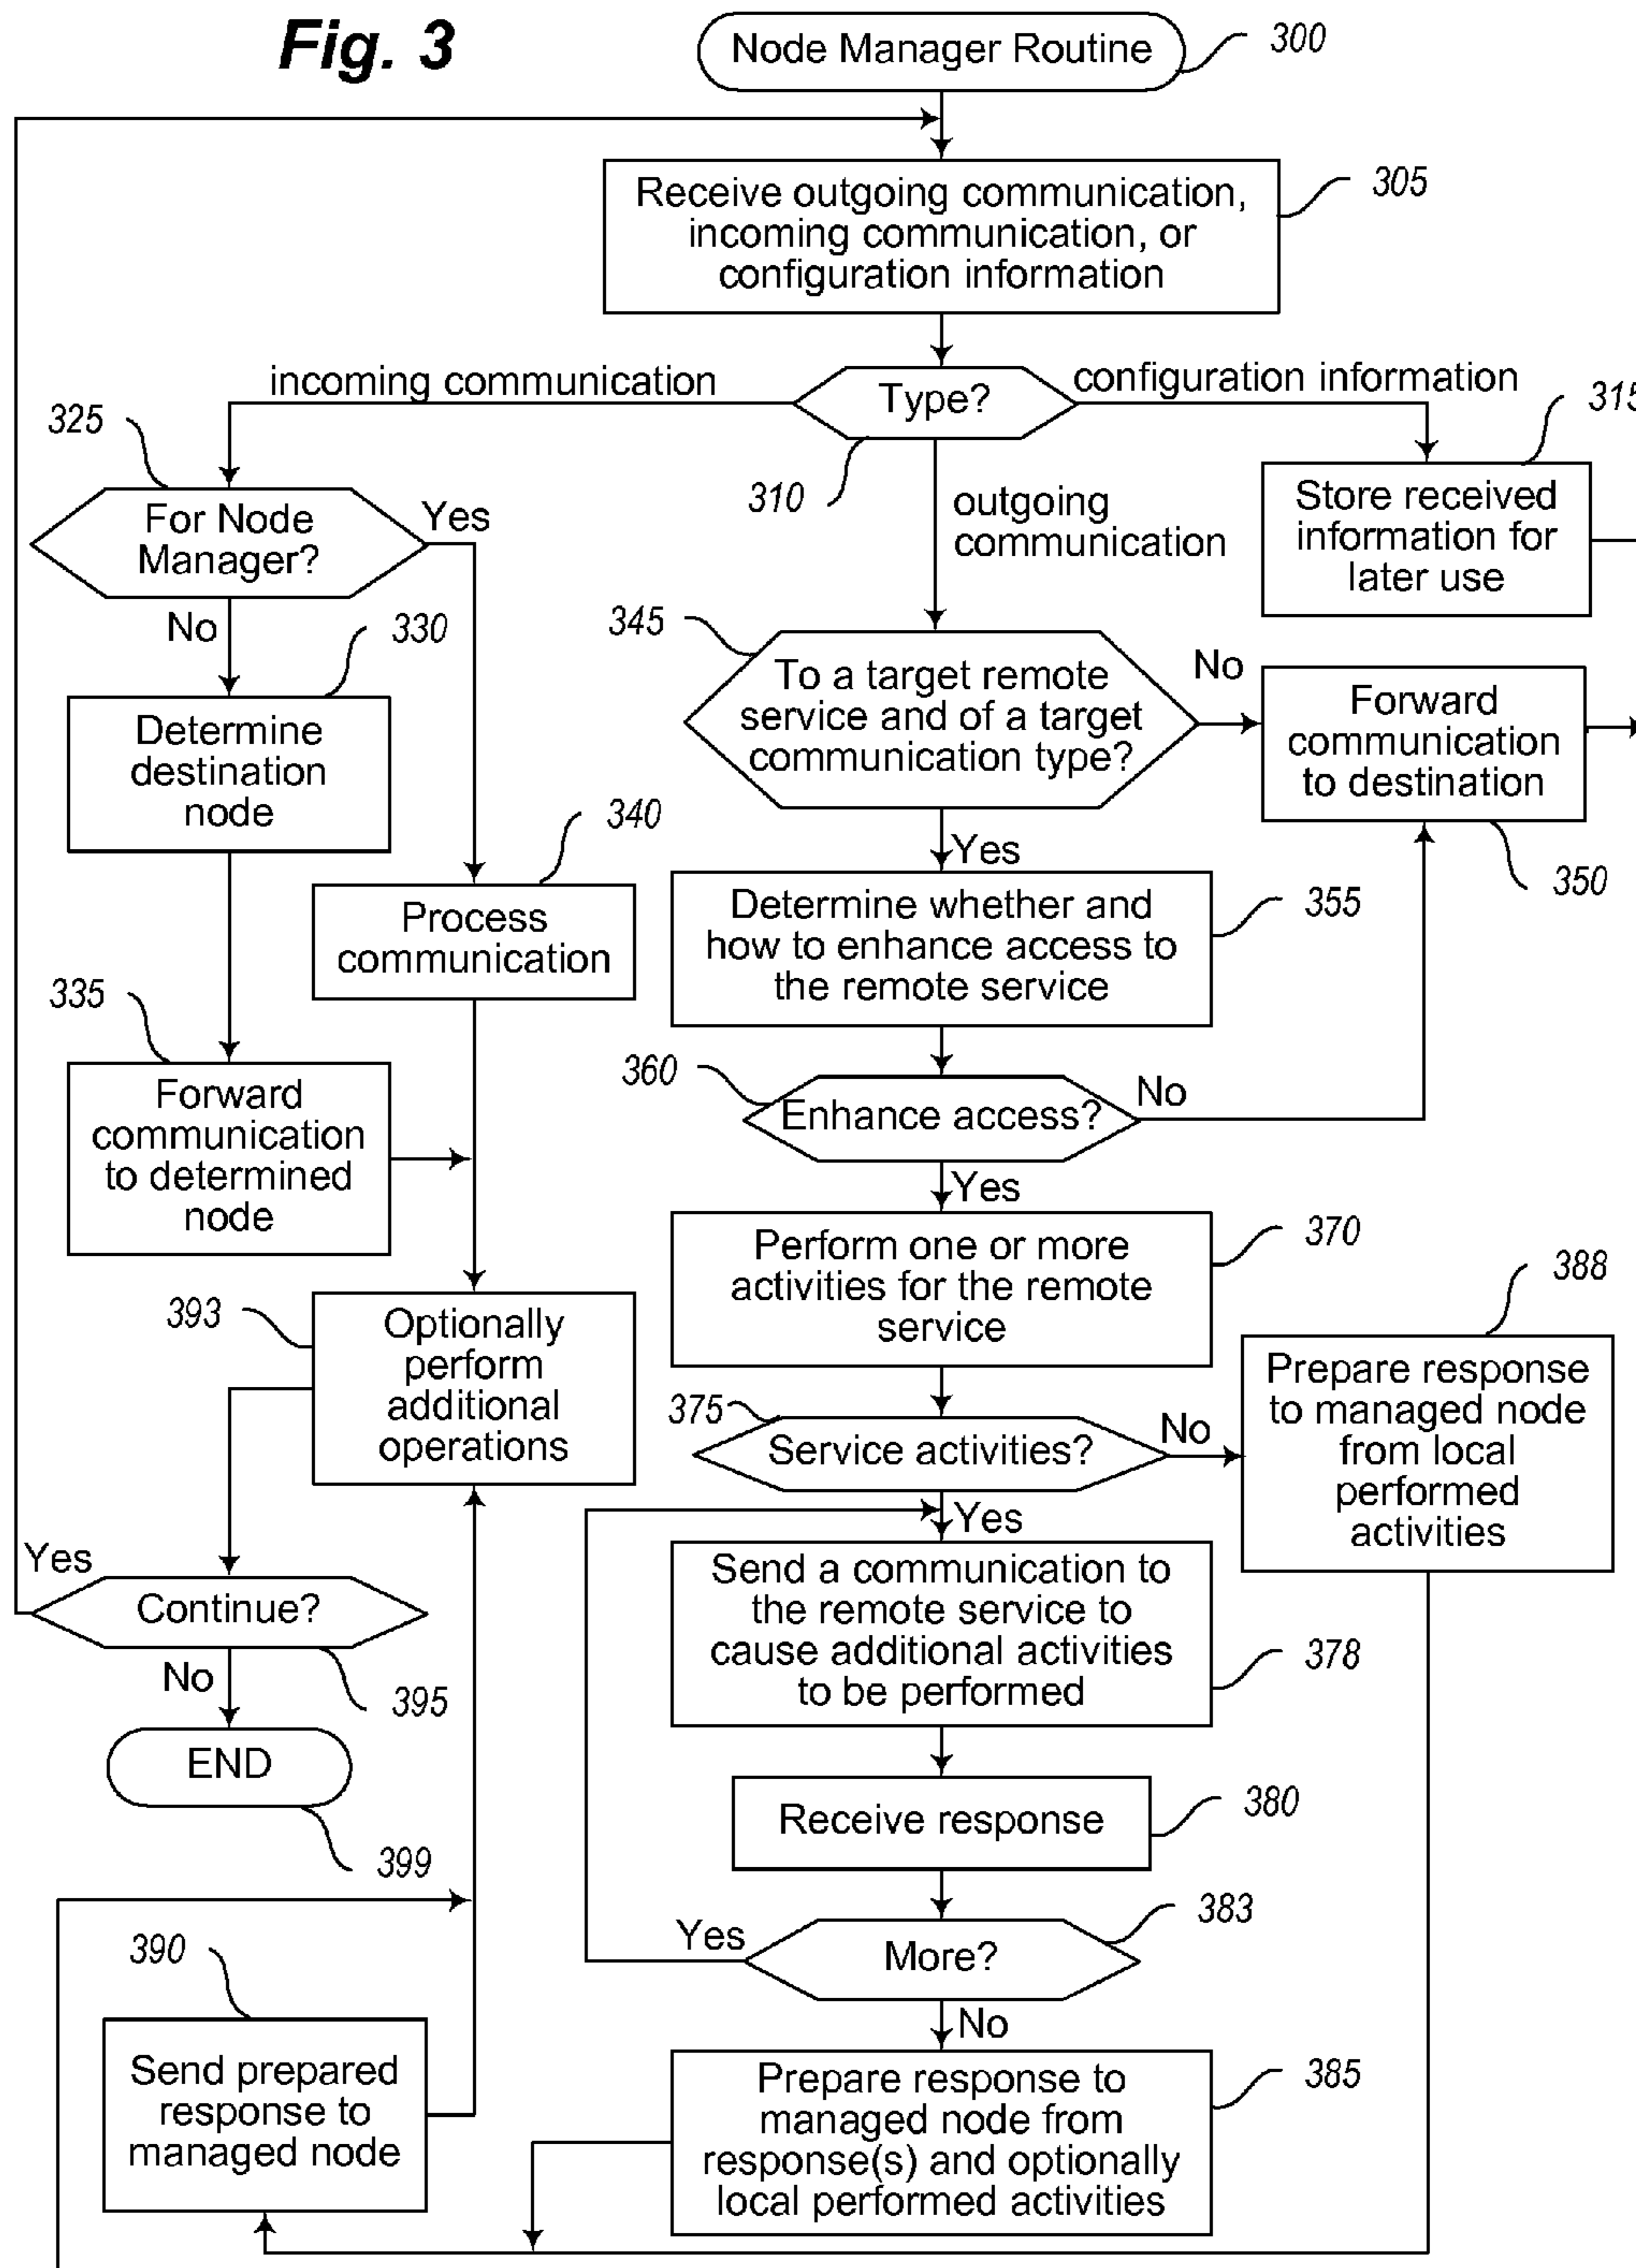 Fig. 3
Node Manager Routine
300
Receive outgoing communication,
incoming communication, or
configuration information
305
incoming communication
Type?
configuration information
310
315
325
For Node
Manager?
Yes
outgoing
communication
Store received
information for
later use
No
330
345
To a target remote
service and of a target
communication type?
No
Forward
communication
to destination
350
Determine
destination
node
340
Yes
Process
communication
Determine whether and
how to enhance access to
the remote service
355
335
Forward
communication
to determined
node
360
Enhance access?
No
Yes
Perform one or more
activities for the remote
service
370
388
393
Optionally
perform
additional
operations
375
Service activities?
No
Prepare response
to managed node
from local
performed
activities
Yes
Yes
Continue?
Send a communication to
the remote service to
cause additional activities
to be performed
378
No
395
END
399
Receive response
380
383
Yes
More?
390
No
Send prepared
response to
managed node
Prepare response to
managed node from
response(s) and optionally
local performed activities
385